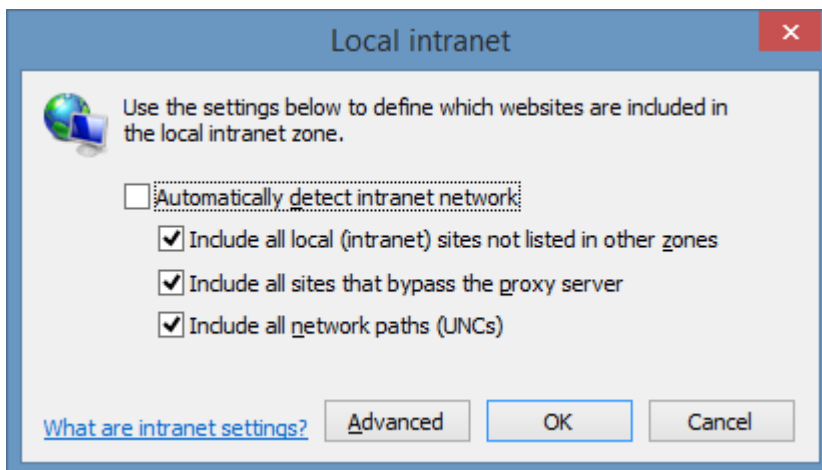 Local intranet
Use the settings below to define which websites are included in
the local intranet zone.
Automatically detect intranet network
Include all local (intranet) sites not listed in other zones
Include all sites that bypass the proxy server
Include all network paths (UNCs)
What are intranet settings? Advanced OK Cancel